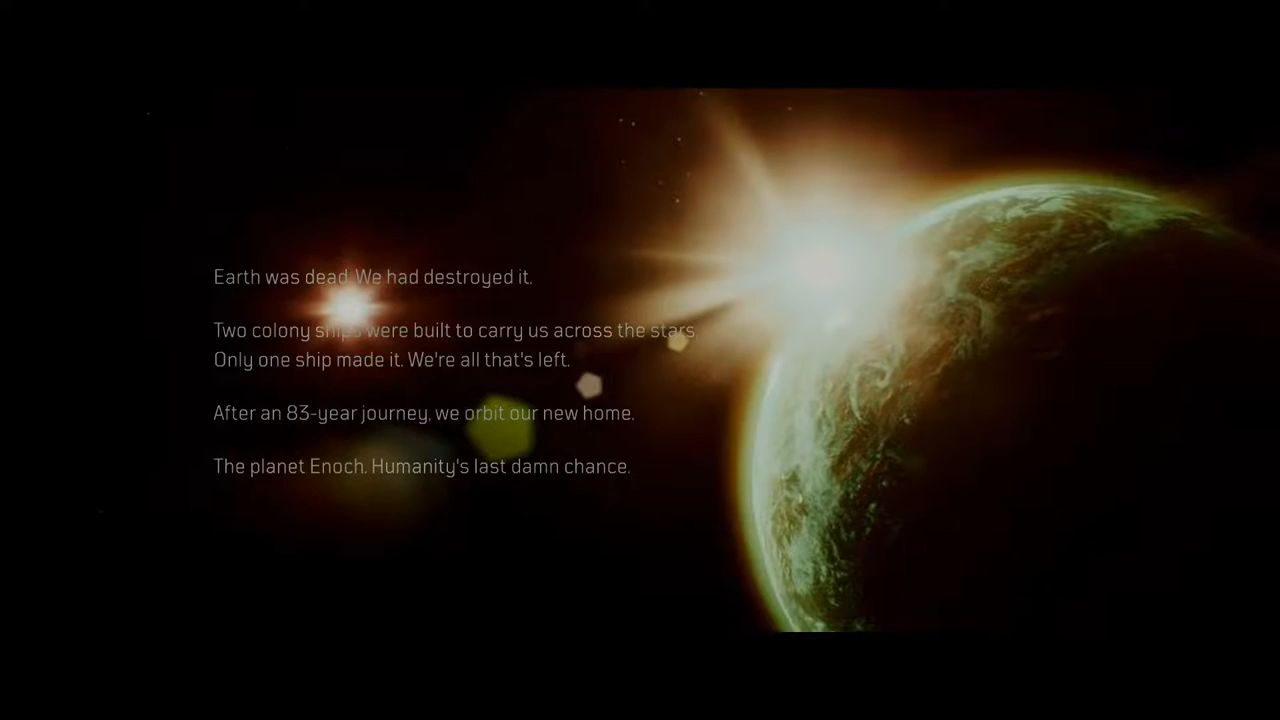 Earth was dead. We had destroyed it.
Two colony ships were built to carry us across the stars,
Only one ship made it. We're all that's left.
After an 83-year journey, we orbit our new home.
The planet Enoch. Humanity's last damn chance.